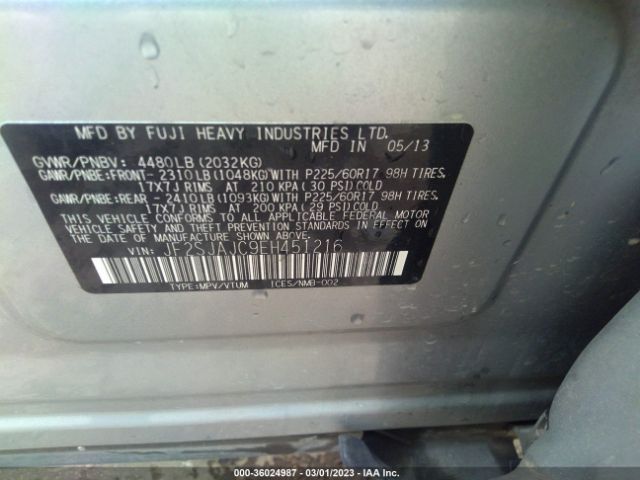 MFD BY FUJI HEAVY INDUSTRIES LTD.
MFD IN 05/13
GVWR/PNBV: 4480LB(2032KG)
GAWR/PNBE:FRONT-2310LB(1048KG)WITH P225/60R17 98H TIRES,
17X7J RIMS AT 210 KPA(30 PSI)COLD
GAWR/PNBE:REAR -2410LB(1093KG)WITH P225/60R17 98H TIRES,
17X7J RIMS AT 200 KPA(29 PSI)COLD
THIS VEHICLE CONFORMS TO ALL APPLICABLE FEDERAL MOTOR
VEHICLE SAFETY, BUMPER, AND THEFT PREVENTION STANDARDS IN EFFECT ON
THE DATE OF MANUFACTURE SHOWN ABOVE.
VIN: JF2SJAJC9EH451216
TYPE:MPV/VTUM ICES/NMB-002
000-36024987 - 03/01/2023 - IAA Inc.